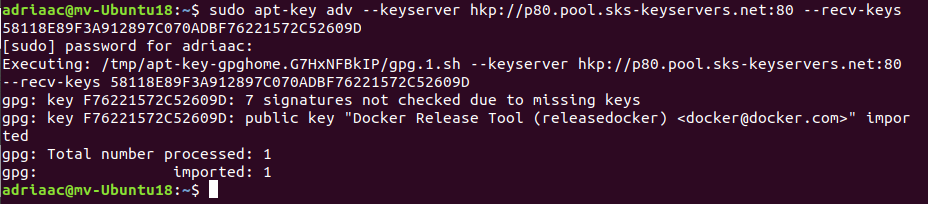 adriaac@mv-Ubuntu18:~$ sudo apt-key adv --keyserver hkp://p80.pool.sks-keyservers.net:80 --recv-keys
58118E89F3A912897C070ADBF76221572C52609D
[sudo] password for adriaac:
Executing: /tmp/apt-key-gpghome.G7HxNFBkIP/gpg.1.sh --keyserver hkp://p80.pool.sks-keyservers.net:80
--recv-keys 58118E89F3A912897C070ADBF76221572C52609D
gpg: key F76221572C52609D: 7 signatures not checked due to missing keys
gpg: key F76221572C52609D: public key "Docker Release Tool (releasedocker) <docker@docker.com>" impor
ted
gpg: Total number processed: 1
gpg:               imported: 1
adriaac@mv-Ubuntu18:~$